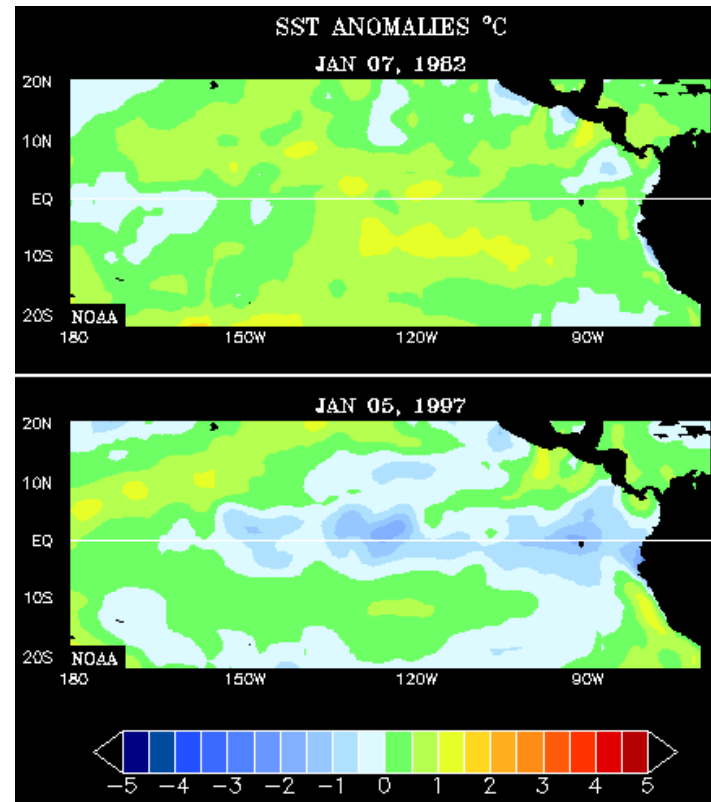 SST ANOMALIES °C
JAN 07, 1982
20N
10N
EQ
10S
20S NOAA
180 150W 120W 90W
JAN 05, 1997
20N
10N
EQ
10S
20S NOAA
180 150W 120W 90W
-5 -4 -3 -2 -1 0 1 2 3 4 5